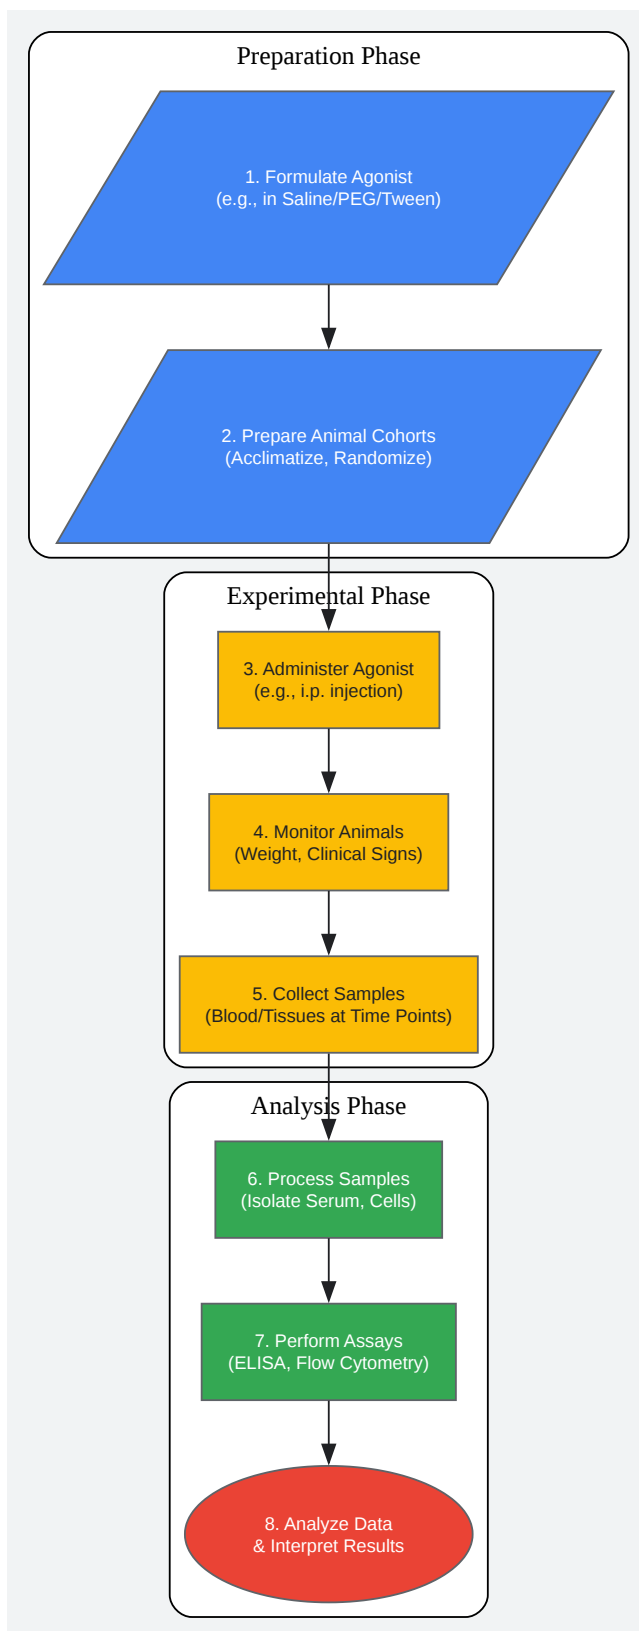 Preparation Phase
1. Formulate Agonist
(e.g., in Saline/PEG/Tween)
2. Prepare Animal Cohorts
(Acclimatize, Randomize)
Experimental Phase
3. Administer Agonist
(e.g., i.p. injection)
4. Monitor Animals
(Weight, Clinical Signs)
5. Collect Samples
(Blood/Tissues at Time Points)
Analysis Phase
6. Process Samples
(Isolate Serum, Cells)
7. Perform Assays
(ELISA, Flow Cytometry)
8. Analyze Data
& Interpret Results